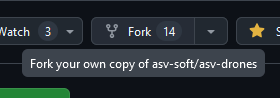 Watch 3 Fork 14 S
Fork your own copy of asv-soft/asv-drones